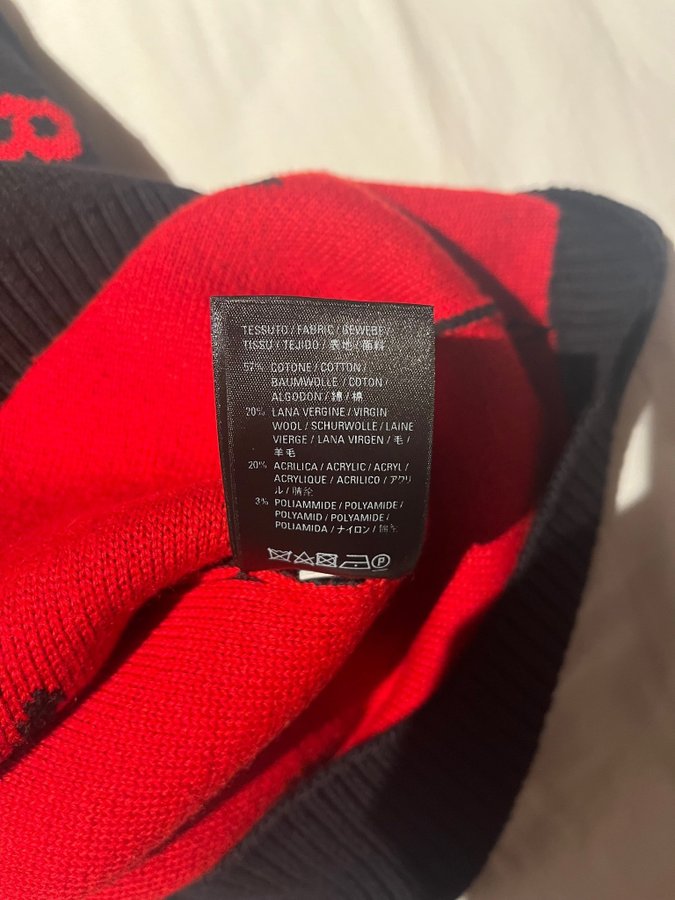 TESSUTO / FABRIC / GEWEBE /
TISSU / TEJIDO / 表地 / 面料
57% COTONE / COTTON /
BAUMWOLLE / COTON /
ALGODON / 綿 / 棉
20% LANA VERGINE / VIRGIN
WOOL / SCHURWOLLE / LAINE
VIERGE / LANA VIRGEN / 毛 /
羊毛
20% ACRILICA / ACRYLIC / ACRYL /
ACRYLIQUE / ACRILICO / アクリ
ル / 腈纶
3% POLIAMMIDE / POLYAMIDE /
POLYAMID / POLYAMIDE /
POLIAMIDA / ナイロン / 锦纶
P